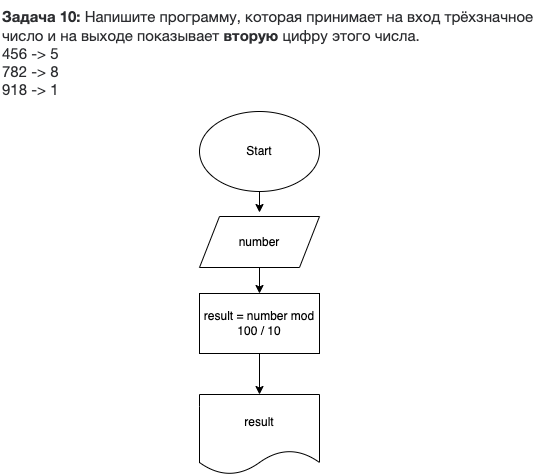 Задача 10: Напишите программу, которая принимает на вход трёхзначное
число и на выходе показывает вторую цифру этого числа.
456 -> 5
782 -> 8
918 -> 1
Start
number
result = number mod
100 / 10
result